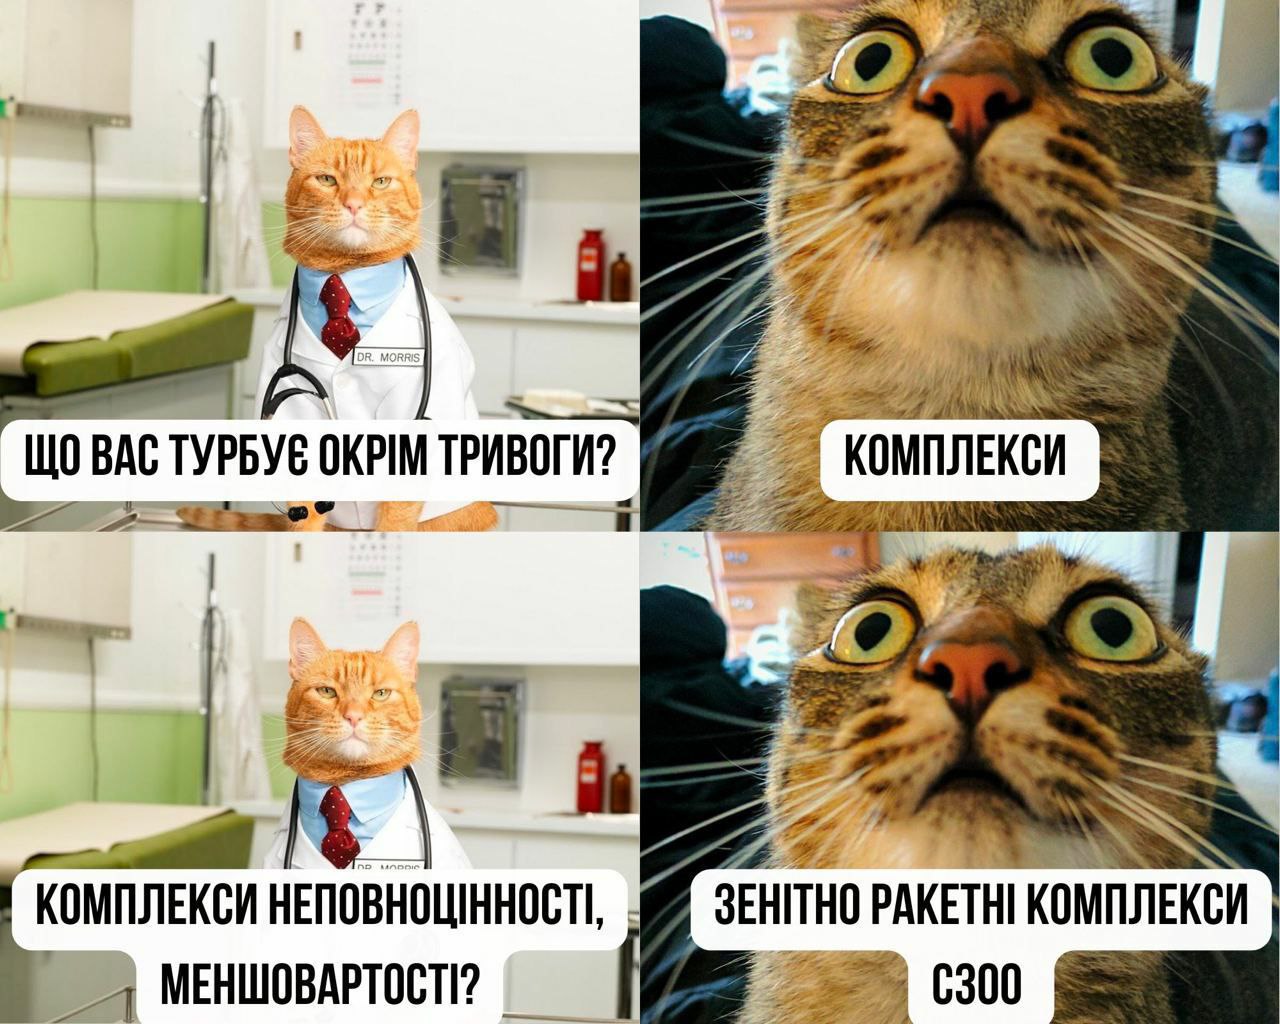 ЩО ВАС ТУРБУЄ ОКРІМ ТРИВОГИ?
КОМПЛЕКСИ
КОМПЛЕКСИ НЕПОВНОЦІННОСТІ,
МЕНШОВАРТОСТІ?
ЗЕНІТНО РАКЕТНІ КОМПЛЕКСИ
С300
DR. MORRIS
DR. MORRIS